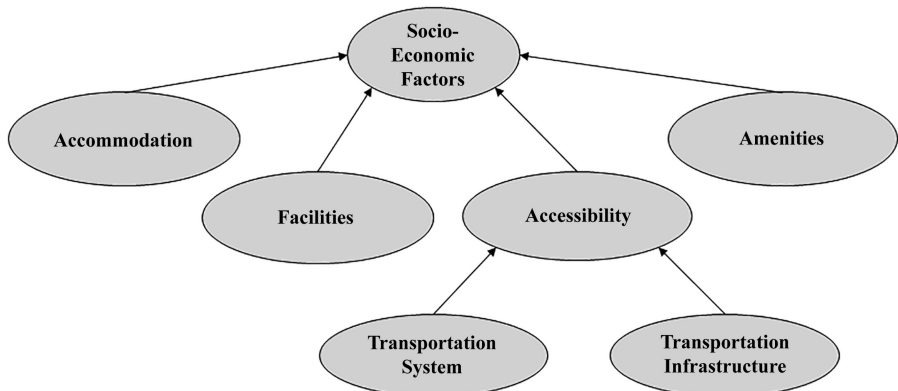 Socio-
Economic
Factors
Accommodation
Amenities
Facilities
Accessibility
Transportation
System
Transportation
Infrastructure